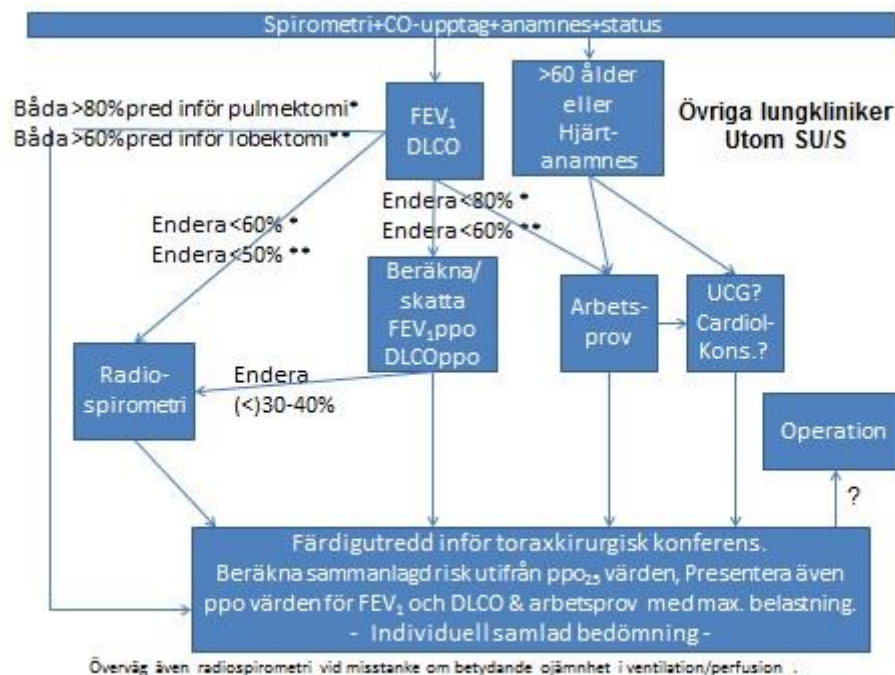 Spirometri+CO-upptag+anamnes+status
Båda >80%pred inför pulmektomi*
Båda >60%pred inför lobektomi**
FEV₁
DLCO
>60 ålder
eller
Hjärt-
anamnes
Övriga lungkliniker
Utom SU/S
Endera <60% *
Endera <50% **
Endera <80% *
Endera <60% **
Beräkna/
skatta
FEV₁ppo
DLCOppo
Arbets-
prov
UCG?
Cardiol-
Kons.?
Radio-
spirometri
Endera
(<)30-40%
Operation
?
Färdigutredd inför toraxkirurgisk konferens.
Beräkna sammanlagd risk utifrån ppo₂,₅ värden, Presentera även
ppo värden för FEV₁ och DLCO & arbetsprov med max. belastning.
- Individuell samlad bedömning -
Överväg även radiospirometri vid misstanke om betydande ojämnhet i ventilation/perfusion .